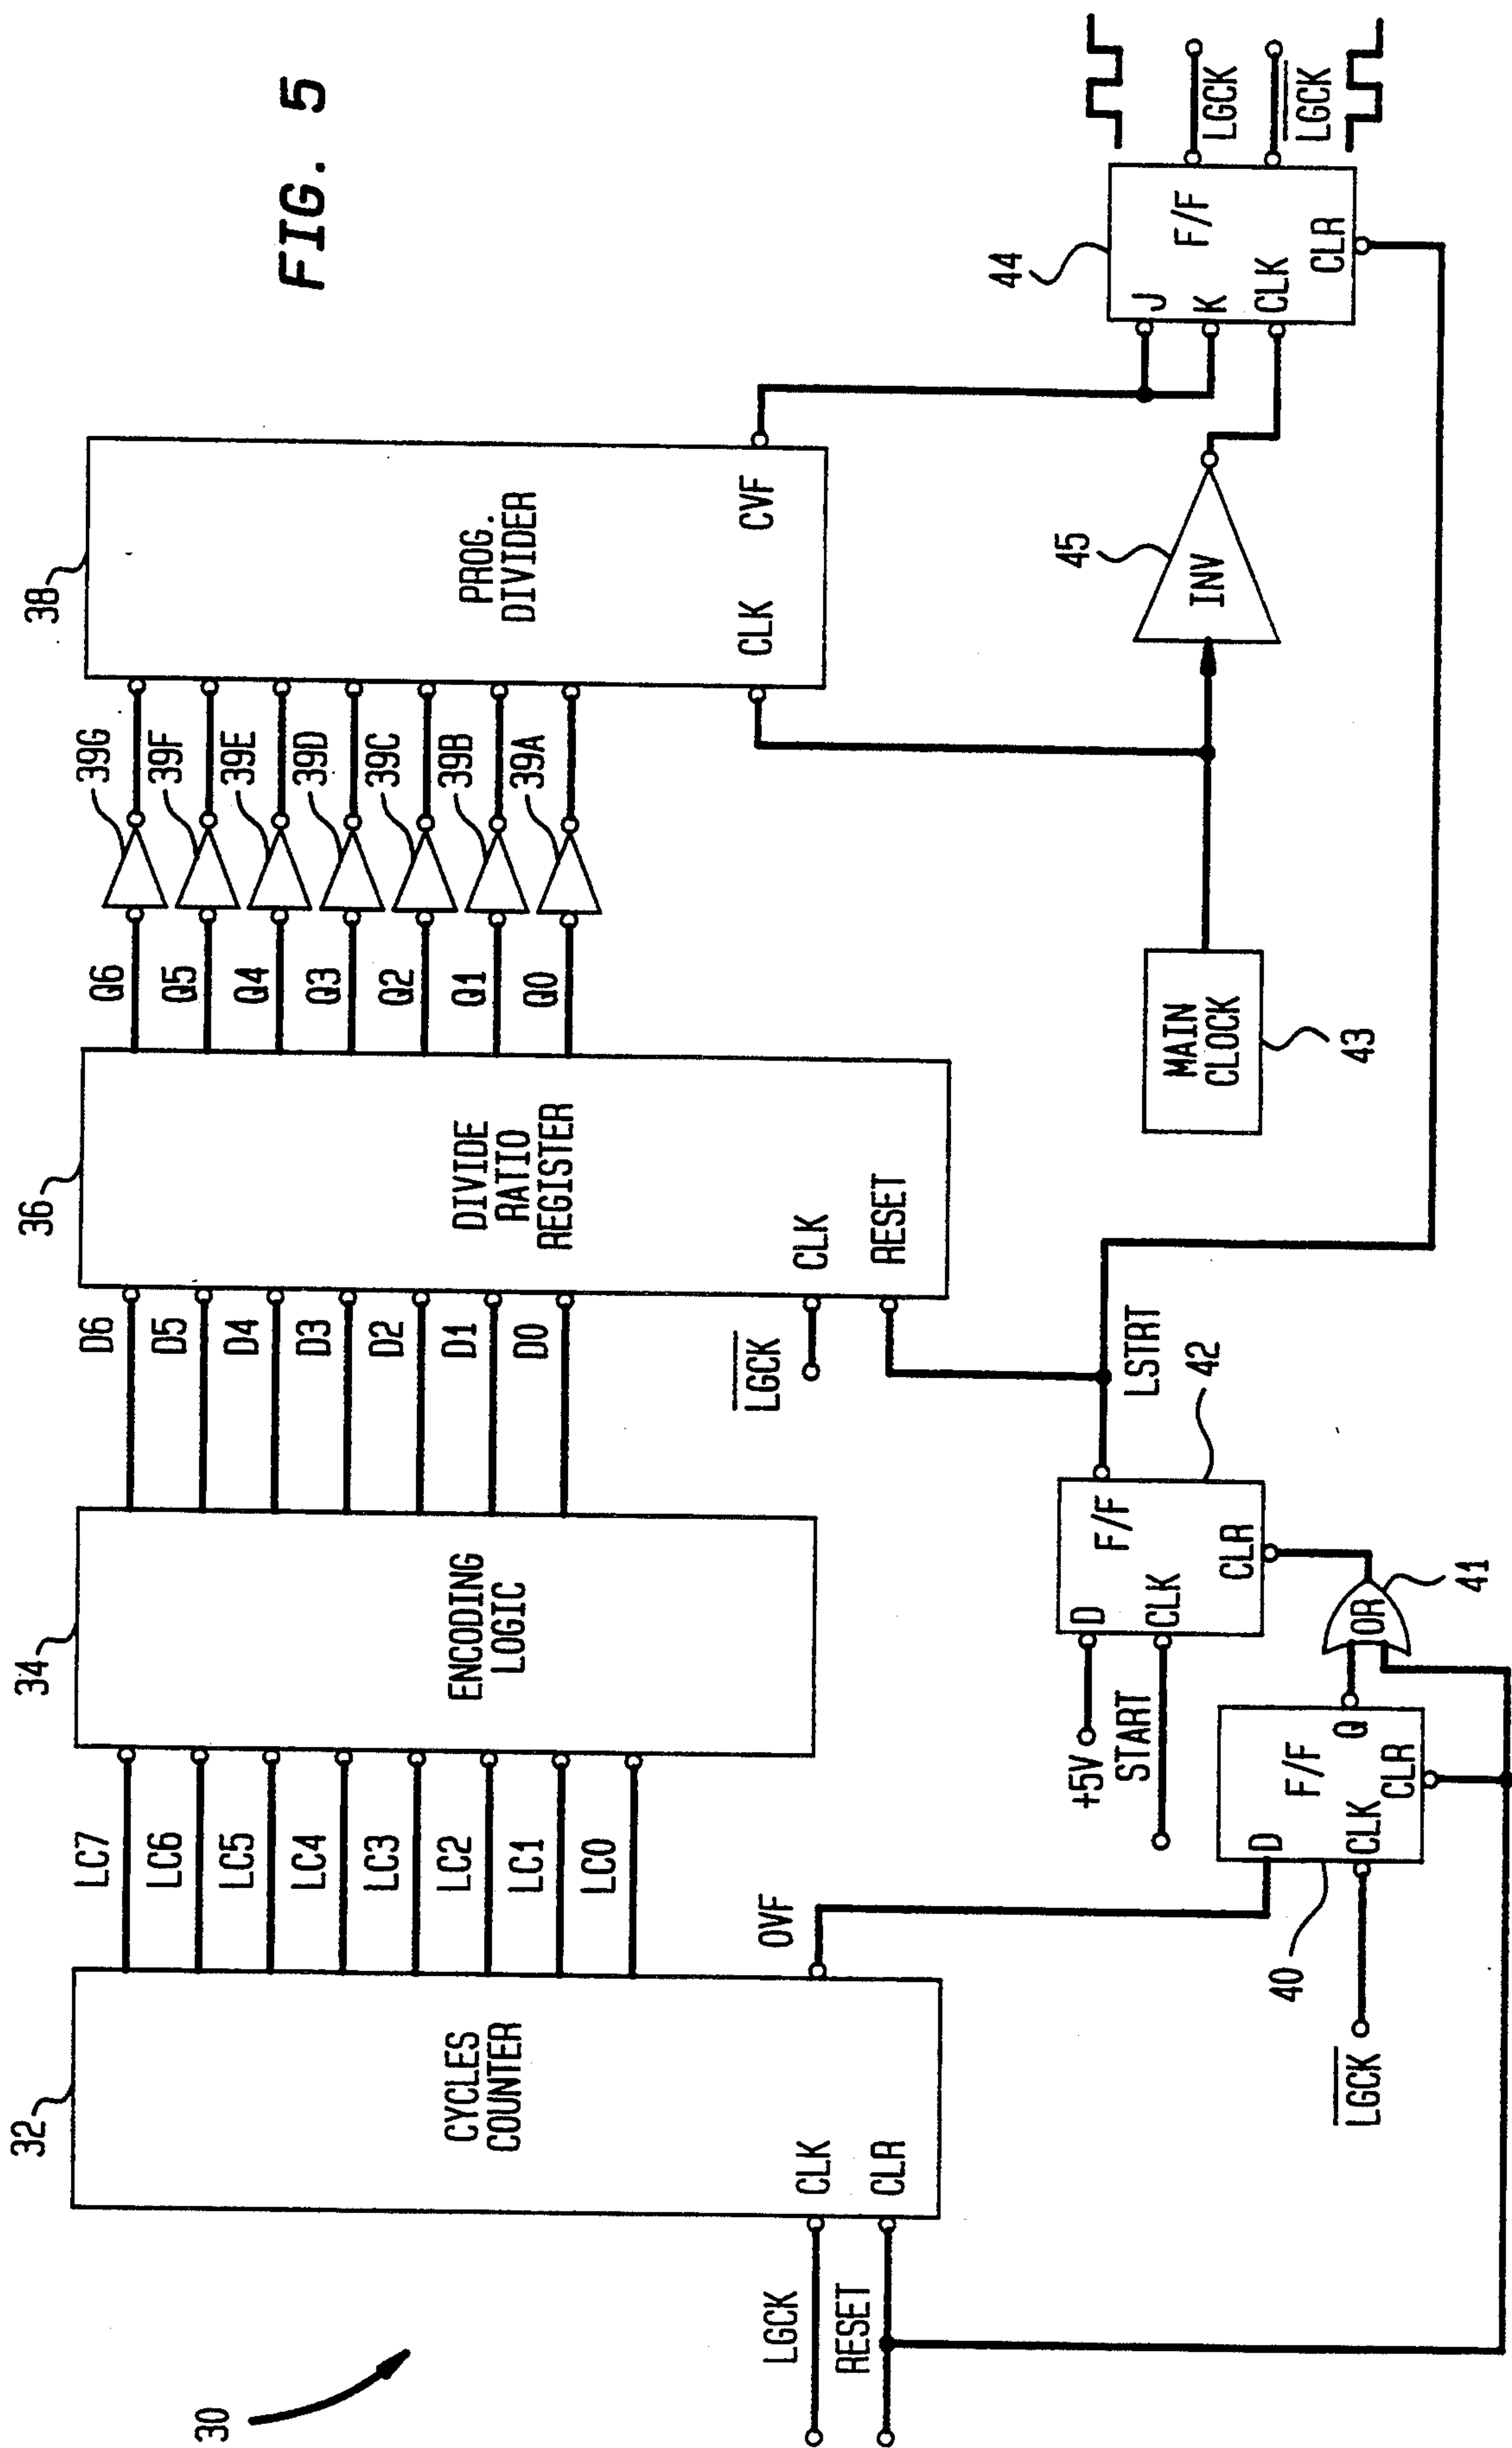 FIG. 5
30
32
CYCLES
COUNTER
CLK
CLR
LGCK
RESET
OVF
LC7
LC6
LC5
LC4
LC3
LC2
LC1
LC0
34
ENCODING
LOGIC
D6
D5
D4
D3
D2
D1
D0
36
DIVIDE
RATIO
REGISTER
CLK
RESET
LGCK
Q6
Q5
Q4
Q3
Q2
Q1
Q0
39G
39F
39E
39D
39C
39B
39A
38
PROG.
DIVIDER
CLK
CVF
40
D
F/F
Q
CLK
CLR
LGCK
OR
41
+5V
START
D
F/F
CLK
CLR
42
LSTRT
MAIN
CLOCK
43
INV
45
44
J
K
F/F
CLK
CLR
LGCK
LGCK